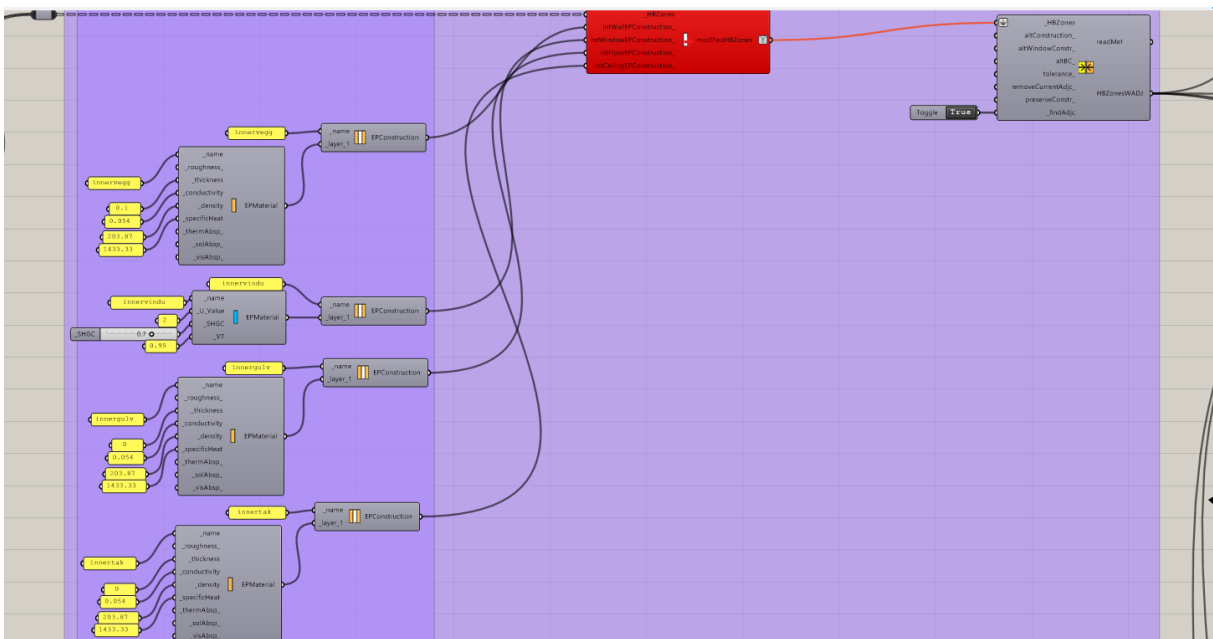 _HBZones
intWallEPConstruction_
intWindowEPConstruction_
intFloorEPConstruction_
intCeilingEPConstruction_
modifiedHBZones
_HBZones
altConstruction_
altWindowConstr_
altBC_
tolerance_
removeCurrentAdjc_
preserveConstr_
_findAdjc
readMe!
HBZonesWADJ
Toggle True
innervegg
_name
_layer_1
EPConstruction
innervegg
0.1
0.054
203.87
1433.33
_name
_roughness_
_thickness
_conductivity
_density
_specificHeat
_thermAbsp_
_solAbsp_
_visAbsp_
EPMaterial
innervindu
_name
_layer_1
EPConstruction
innervindu
2
_SHGC 0.7
0.95
_name
_U_Value
_SHGC
_VT
EPMaterial
innergulv
_name
_layer_1
EPConstruction
innergulv
0
0.054
203.87
1433.33
_name
_roughness_
_thickness
_conductivity
_density
_specificHeat
_thermAbsp_
_solAbsp_
_visAbsp_
EPMaterial
innertak
_name
_layer_1
EPConstruction
innertak
0
0.054
203.87
1433.33
_name
_roughness_
_thickness
_conductivity
_density
_specificHeat
_thermAbsp_
_solAbsp_
_visAbsp_
EPMaterial